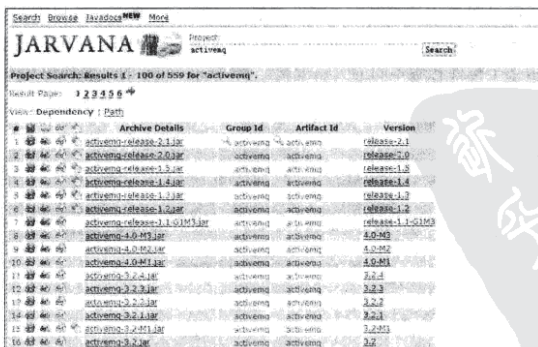 Search Browse Javadocs NEW More
JARVANA
Project:
activemq
Search
Project Search: Results 1 - 100 of 559 for "activemq".
Result Page: 1 2 3 4 5 6
View: Dependency | Path
# Archive Details Group Id Artifact Id Version
1 activemq-release-2.1.jar activemq activemq release-2.1
2 activemq-release-2.0.jar activemq activemq release-2.0
3 activemq-release-1.5.jar activemq activemq release-1.5
4 activemq-release-1.4.jar activemq activemq release-1.4
5 activemq-release-1.3.jar activemq activemq release-1.3
6 activemq-release-1.2.jar activemq activemq release-1.2
7 activemq-release-1.1-G1M3.jar activemq activemq release-1.1-G1M3
8 activemq-4.0-M3.jar activemq activemq 4.0-M3
9 activemq-4.0-M2.jar activemq activemq 4.0-M2
10 activemq-4.0-M1.jar activemq activemq 4.0-M1
11 activemq-3.2.4.jar activemq activemq 3.2.4
12 activemq-3.2.3.jar activemq activemq 3.2.3
13 activemq-3.2.2.jar activemq activemq 3.2.2
14 activemq-3.2.1.jar activemq activemq 3.2.1
15 activemq-3.2-M1.jar activemq activemq 3.2-M1
16 activemq-3.2.jar activemq activemq 3.2